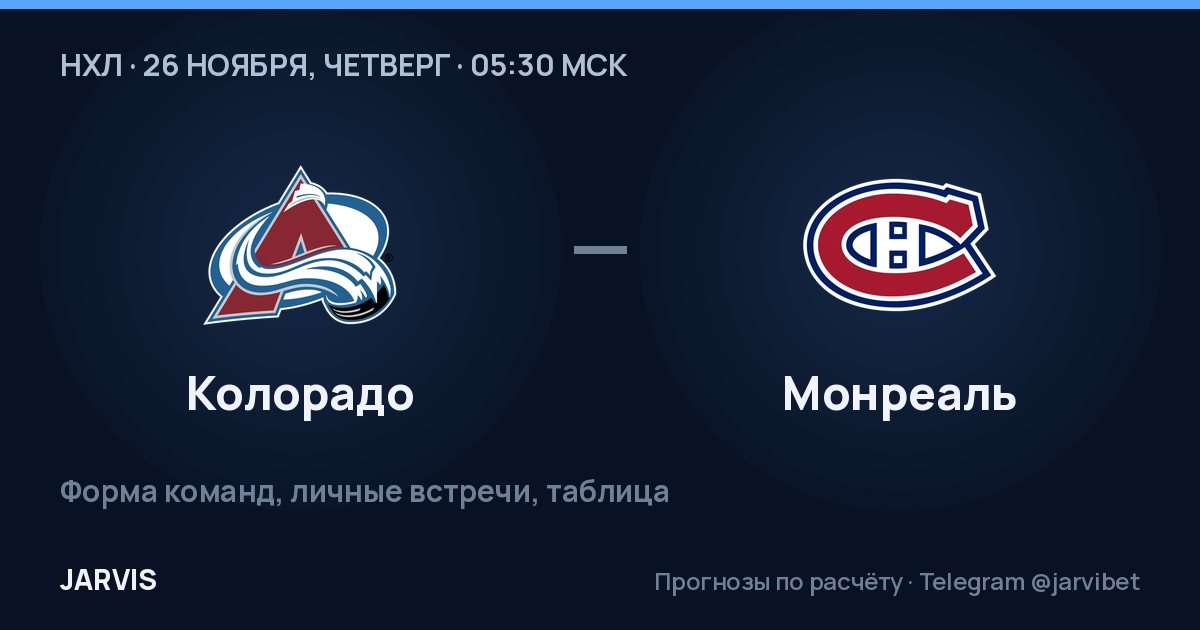 НХЛ · 26 НОЯБРЯ, ЧЕТВЕРГ · 05:30 МСК
—
Колорадо
Монреаль
Форма команд, личные встречи, таблица
JARVIS
Прогнозы по расчёту · Telegram @jarvibet